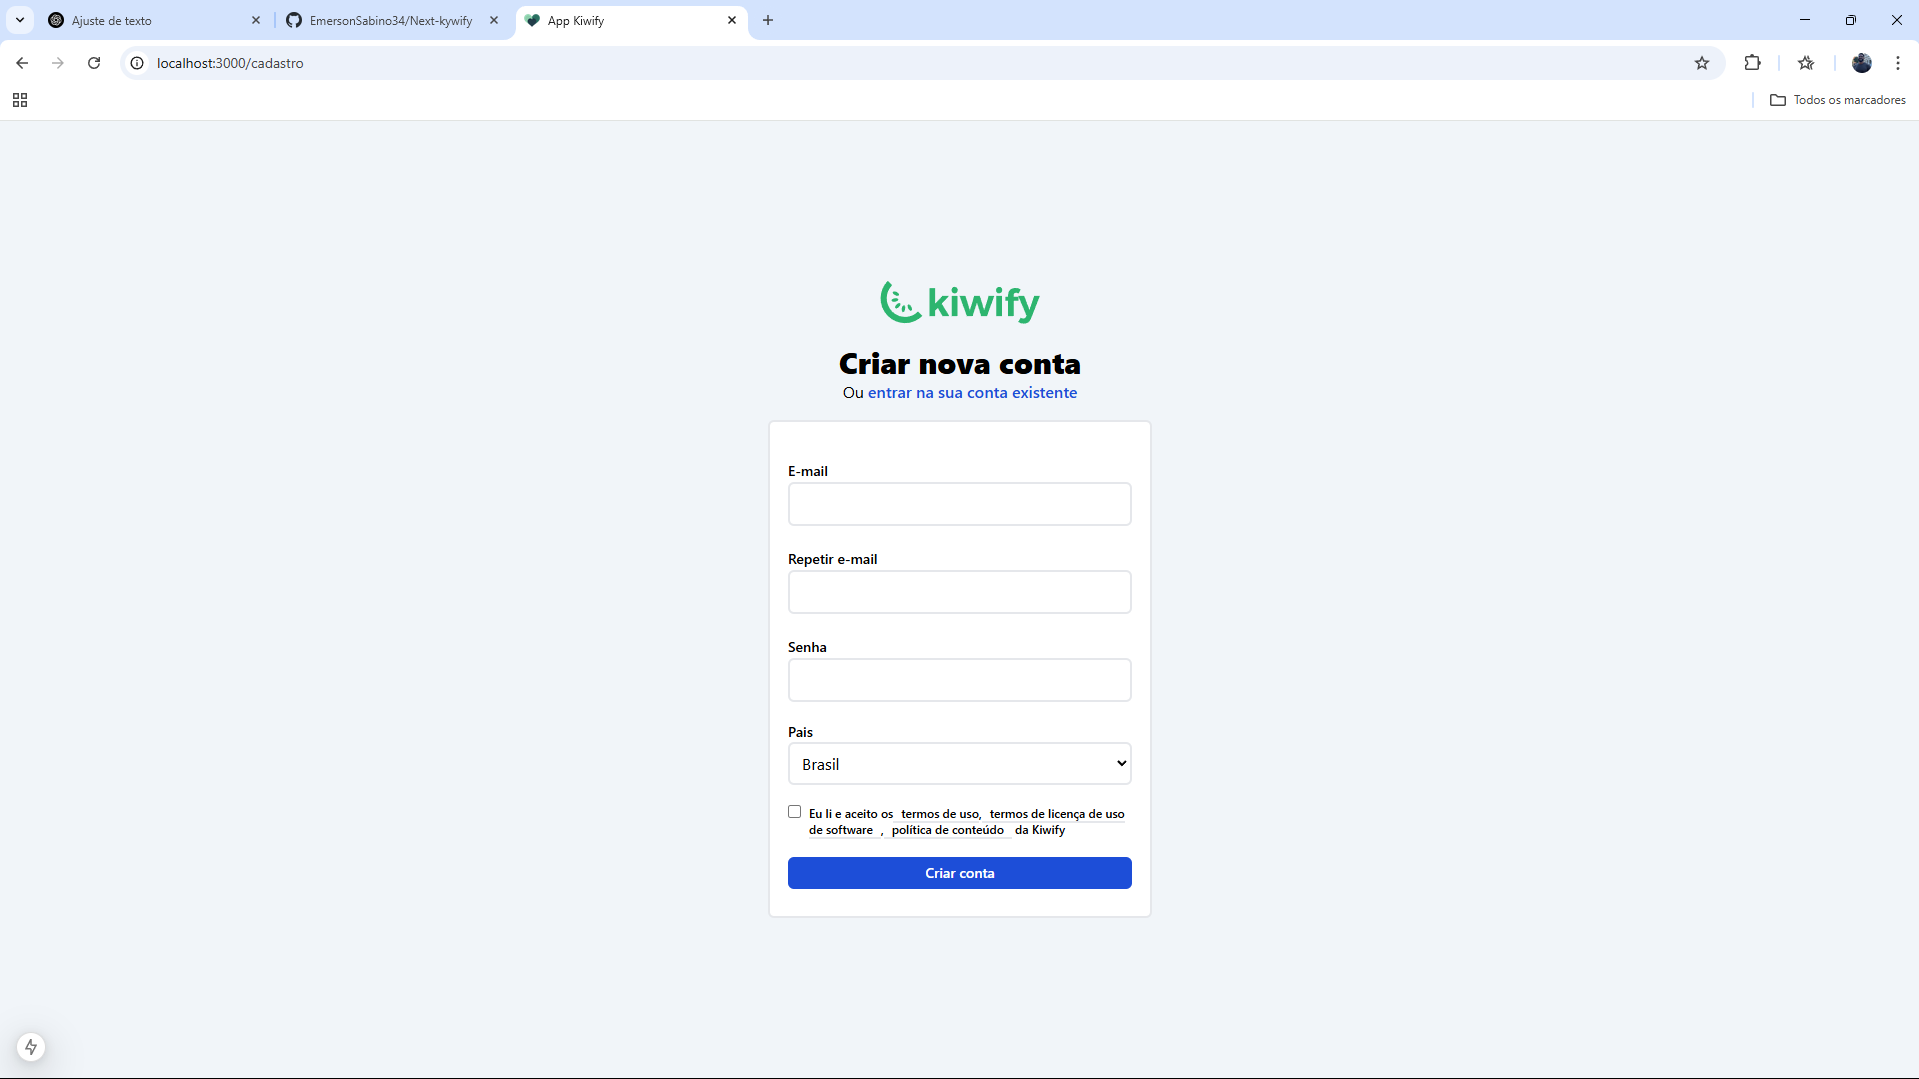 Ajuste de texto
EmersonSabino34/Next-kywify
App Kiwify
localhost:3000/cadastro
Todos os marcadores
kiwify
Criar nova conta
Ou entrar na sua conta existente
E-mail
Repetir e-mail
Senha
Pais
Brasil
Eu li e aceito os termos de uso, termos de licença de uso
de software , política de conteúdo da Kiwify
Criar conta